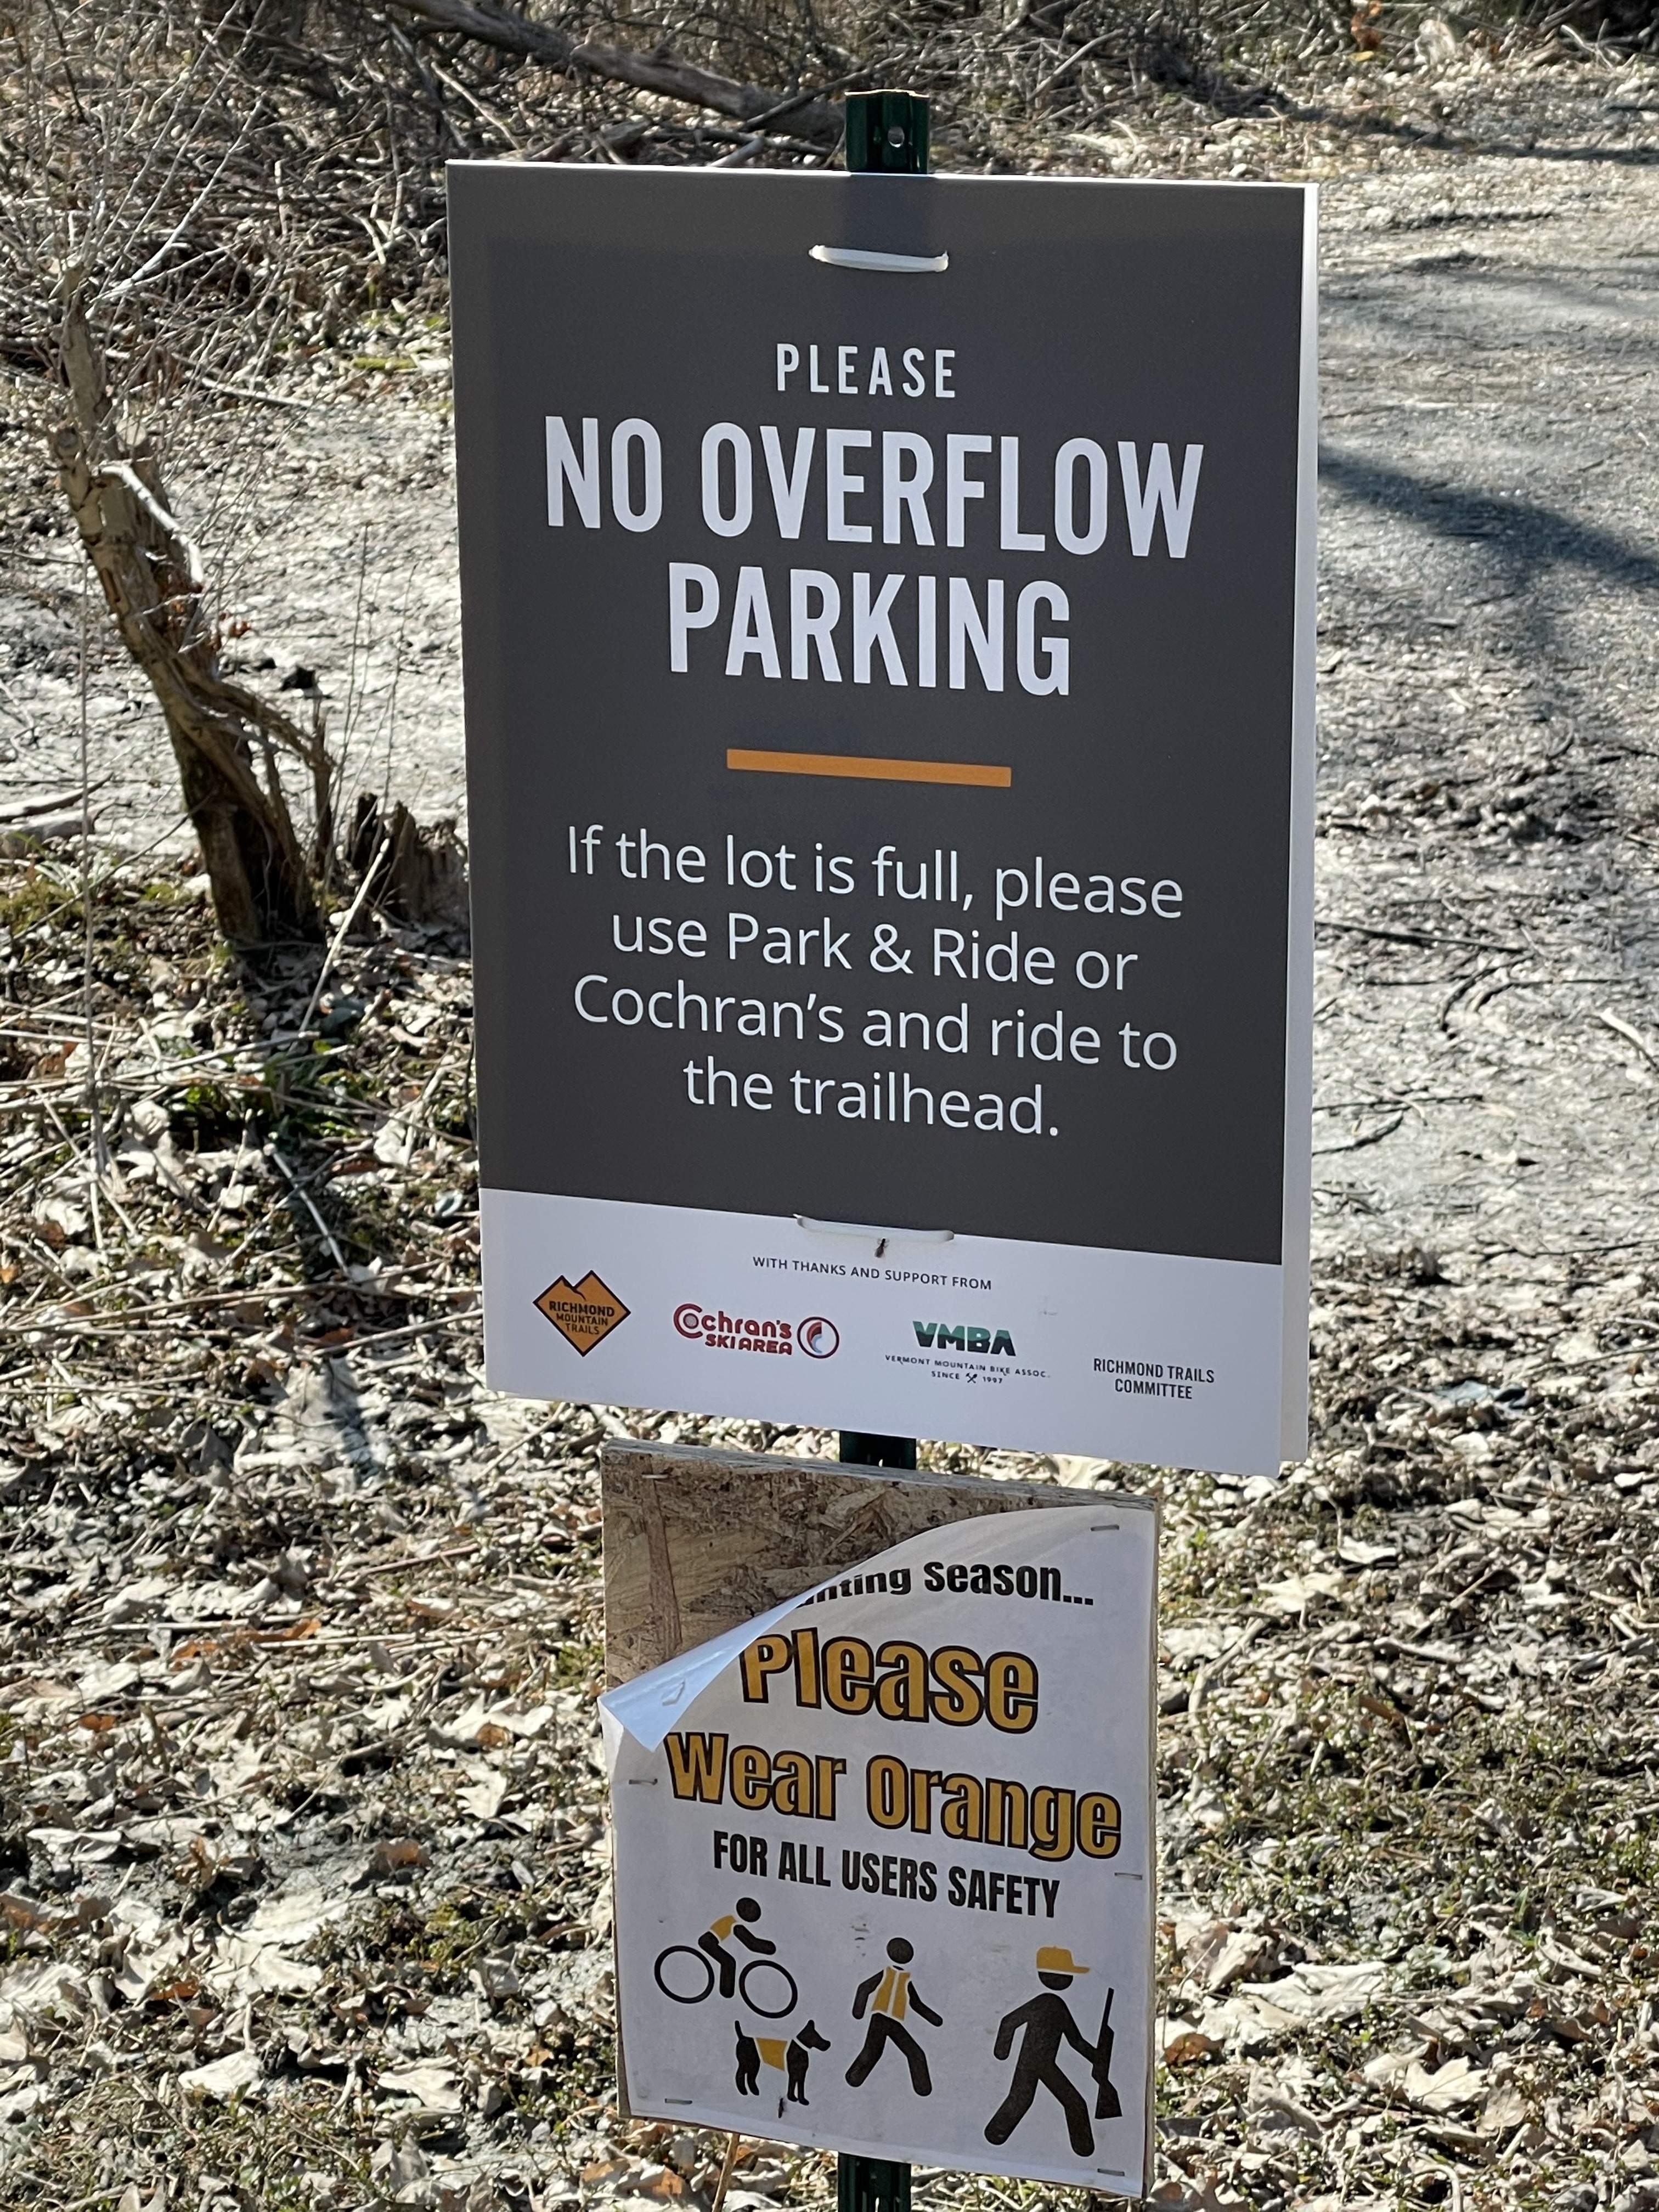 PLEASE
NO OVERFLOW
PARKING
If the lot is full, please
use Park & Ride or
Cochran's and ride to
the trailhead.
WITH THANKS AND SUPPORT FROM
RICHMOND
MOUNTAIN
TRAILS
Cochran's
SKI AREA
VMBA
VERMONT MOUNTAIN BIKE ASSOC.
SINCE 1997
RICHMOND TRAILS
COMMITTEE
season...
Please
Wear Orange
FOR ALL USERS SAFETY